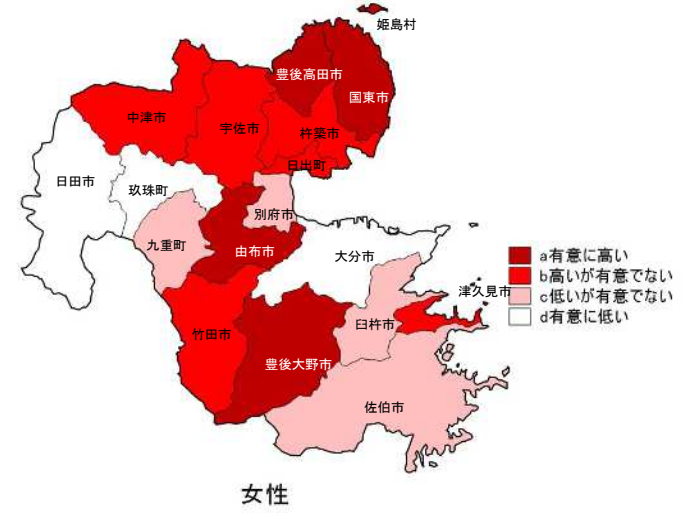 姫島村
豊後高田市
国東市
中津市
宇佐市
杵築市
日出町
日田市
玖珠町
別府市
九重町
由布市
大分市
津久見市
臼杵市
竹田市
豊後大野市
佐伯市
a有意に高い
b高いが有意でない
c低いが有意でない
d有意に低い
女性